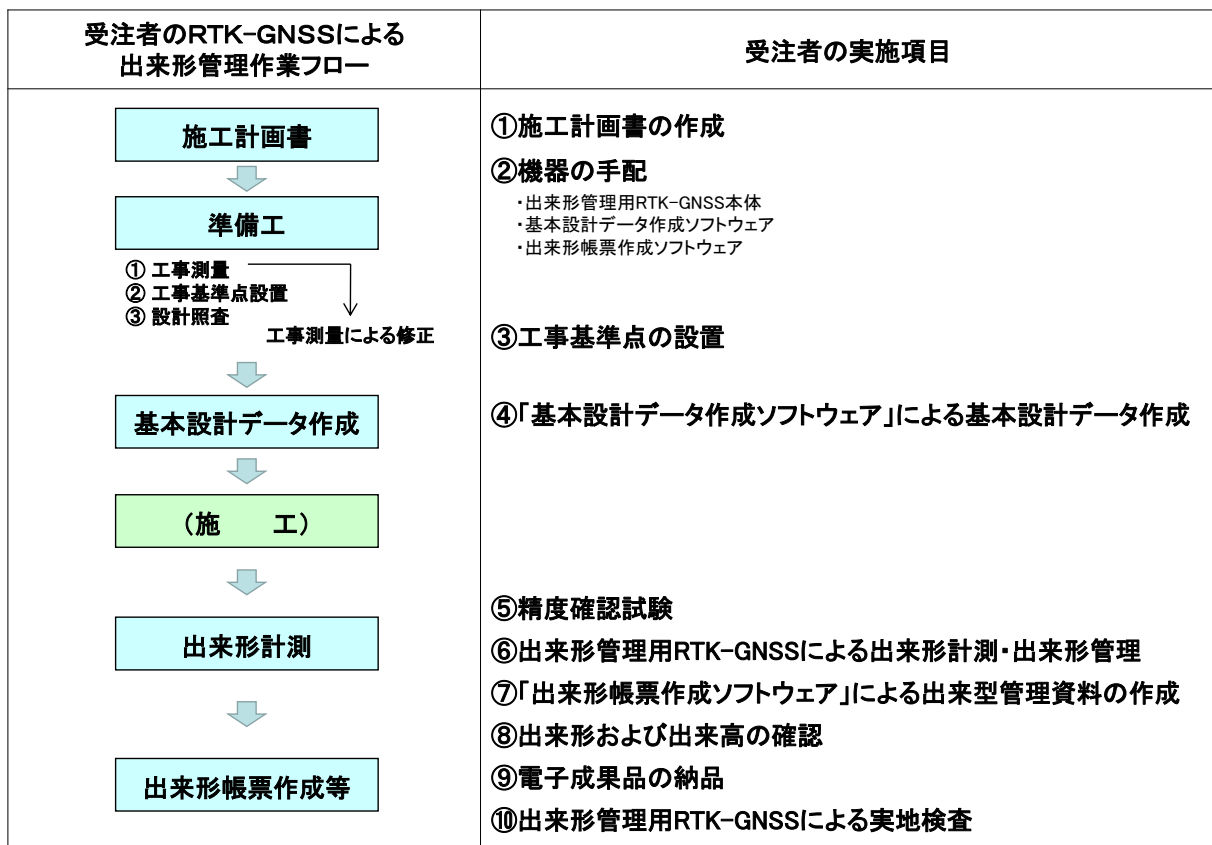 受注者のRTK-GNSSによる
出来形管理作業フロー
受注者の実施項目
施工計画書
準備工
① 工事測量
② 工事基準点設置
③ 設計照査
工事測量による修正
基本設計データ作成
（施　　工）
出来形計測
出来形帳票作成等
①施工計画書の作成
②機器の手配
・出来形管理用RTK-GNSS本体
・基本設計データ作成ソフトウェア
・出来形帳票作成ソフトウェア
③工事基準点の設置
④「基本設計データ作成ソフトウェア」による基本設計データ作成
⑤精度確認試験
⑥出来形管理用RTK-GNSSによる出来形計測・出来形管理
⑦「出来形帳票作成ソフトウェア」による出来型管理資料の作成
⑧出来形および出来高の確認
⑨電子成果品の納品
⑩出来形管理用RTK-GNSSによる実地検査